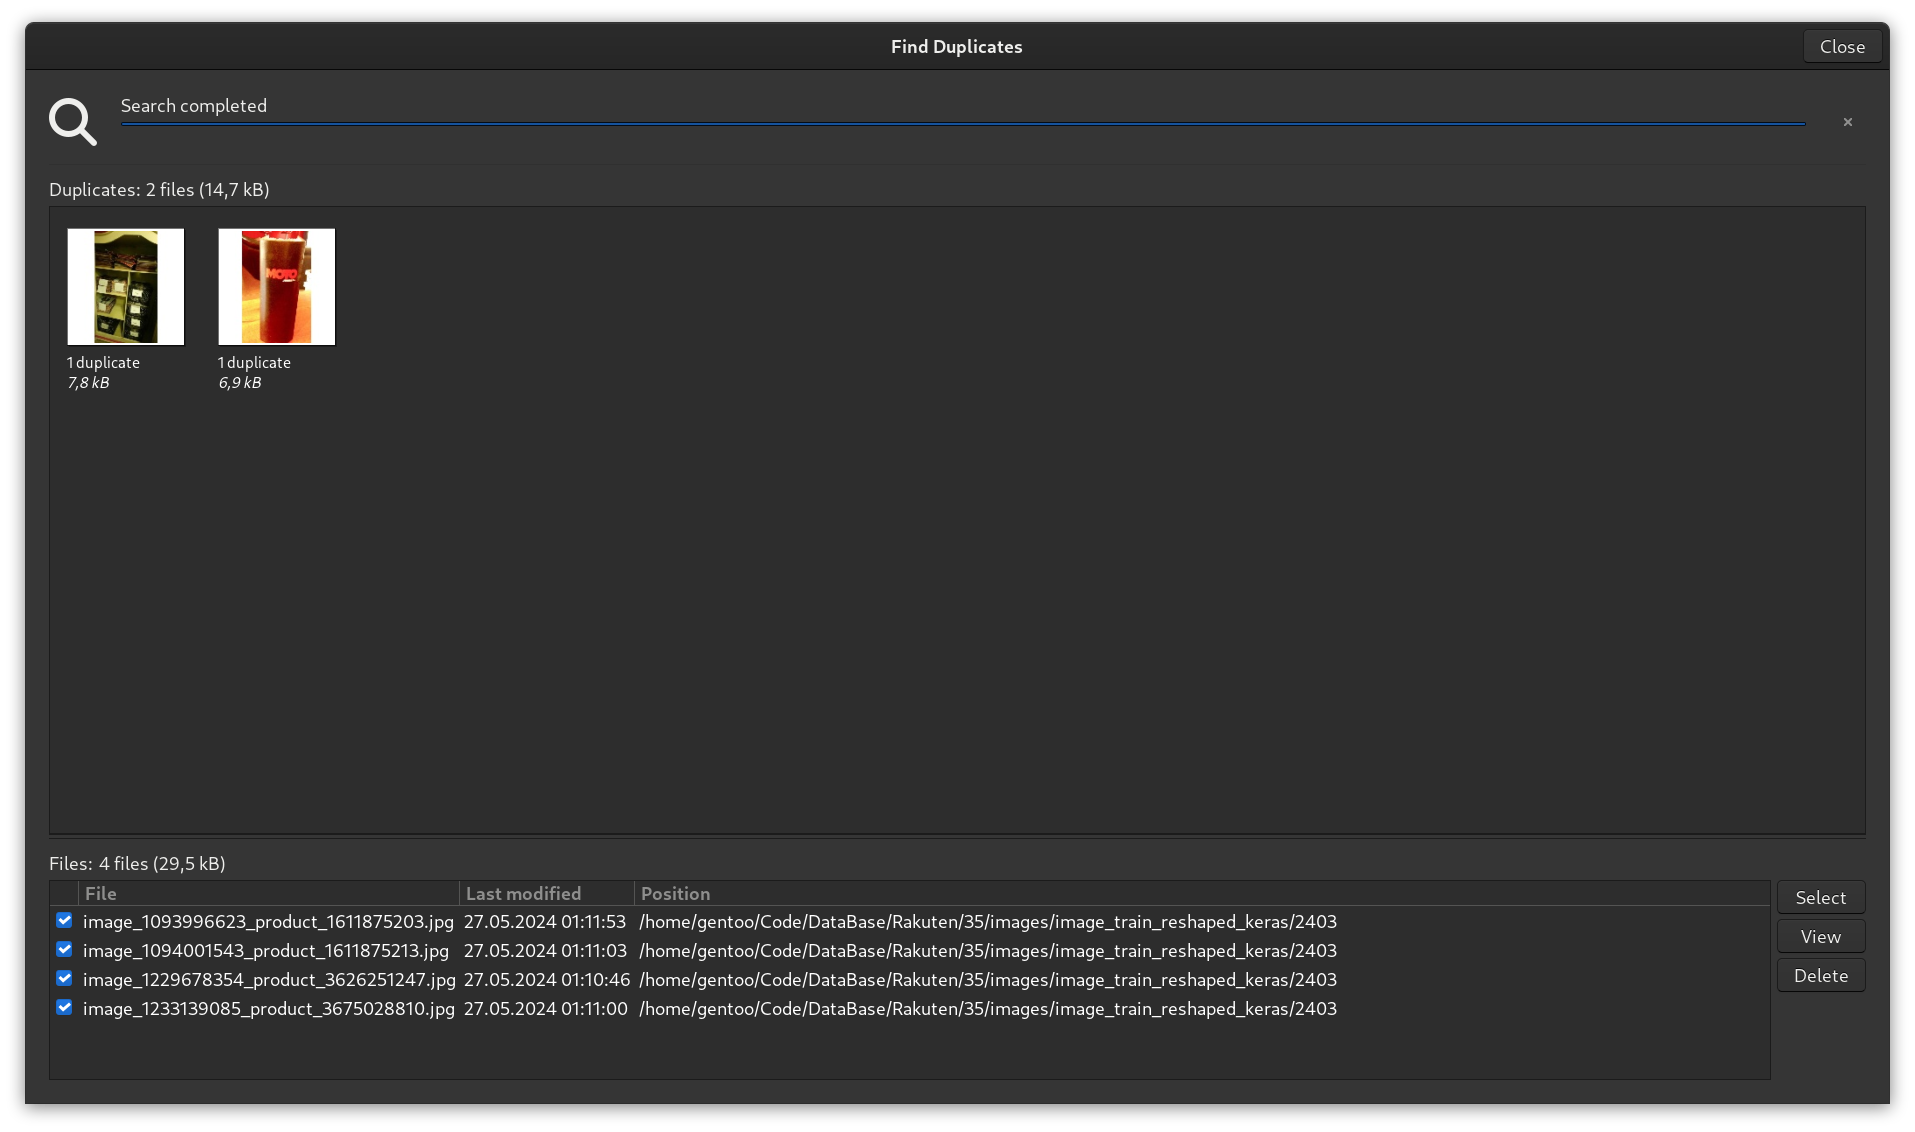 Find Duplicates
Close
Search completed
Duplicates: 2 files (14,7 kB)
MOTO
1 duplicate
7,8 kB
1 duplicate
6,9 kB
Files: 4 files (29,5 kB)
File Last modified Position
image_1093996623_product_1611875203.jpg 27.05.2024 01:11:53 /home/gentoo/Code/DataBase/Rakuten/35/images/image_train_reshaped_keras/2403
image_1094001543_product_1611875213.jpg 27.05.2024 01:11:03 /home/gentoo/Code/DataBase/Rakuten/35/images/image_train_reshaped_keras/2403
image_1229678354_product_3626251247.jpg 27.05.2024 01:10:46 /home/gentoo/Code/DataBase/Rakuten/35/images/image_train_reshaped_keras/2403
image_1233139085_product_3675028810.jpg 27.05.2024 01:11:00 /home/gentoo/Code/DataBase/Rakuten/35/images/image_train_reshaped_keras/2403
Select
View
Delete